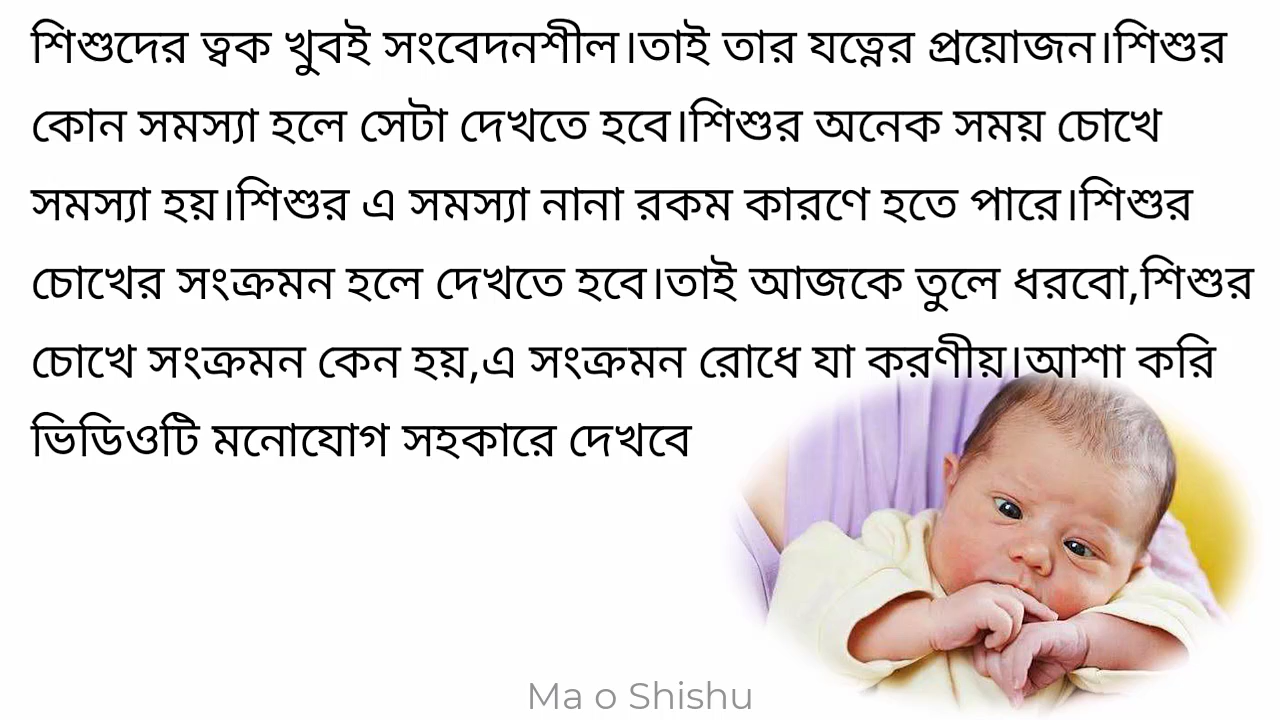 শিশুদের ত্বক খুবই সংবেদনশীল।তাই তার যত্নের প্রয়োজন।শিশুর
কোন সমস্যা হলে সেটা দেখতে হবে।শিশুর অনেক সময় চোখে
সমস্যা হয়।শিশুর এ সমস্যা নানা রকম কারণে হতে পারে।শিশুর
চোখের সংক্রমন হলে দেখতে হবে।তাই আজকে তুলে ধরবো,শিশুর
চোখে সংক্রমন কেন হয়,এ সংক্রমন রোধে যা করণীয়।আশা করি
ভিডিওটি মনোযোগ সহকারে দেখবে
Ma o Shishu